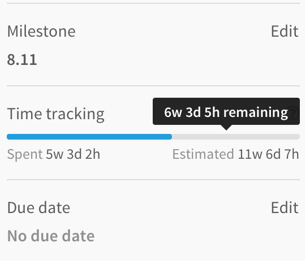 Milestone Edit
8.11
Time tracking 6w 3d 5h remaining
Spent 5w 3d 2h Estimated 11w 6d 7h
Due date Edit
No due date